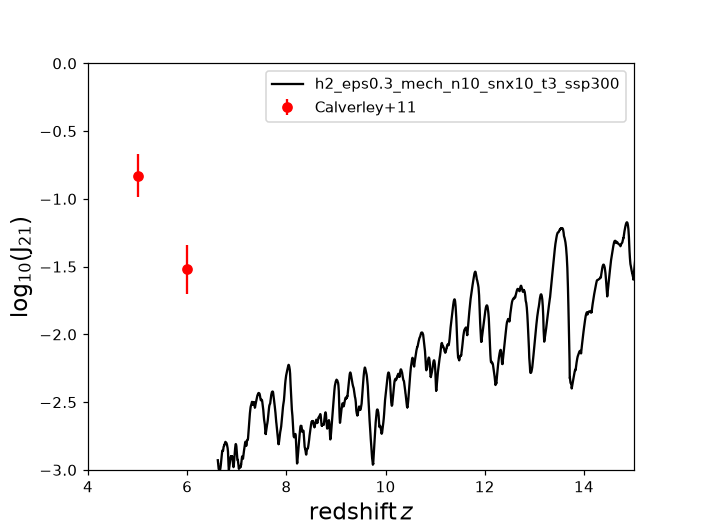 0.0
−0.5
−1.0
−1.5
−2.0
−2.5
−3.0
log10(J21)
h2_eps0.3_mech_n10_snx10_t3_ssp300
Calverley+11
4 6 8 10 12 14
redshift z